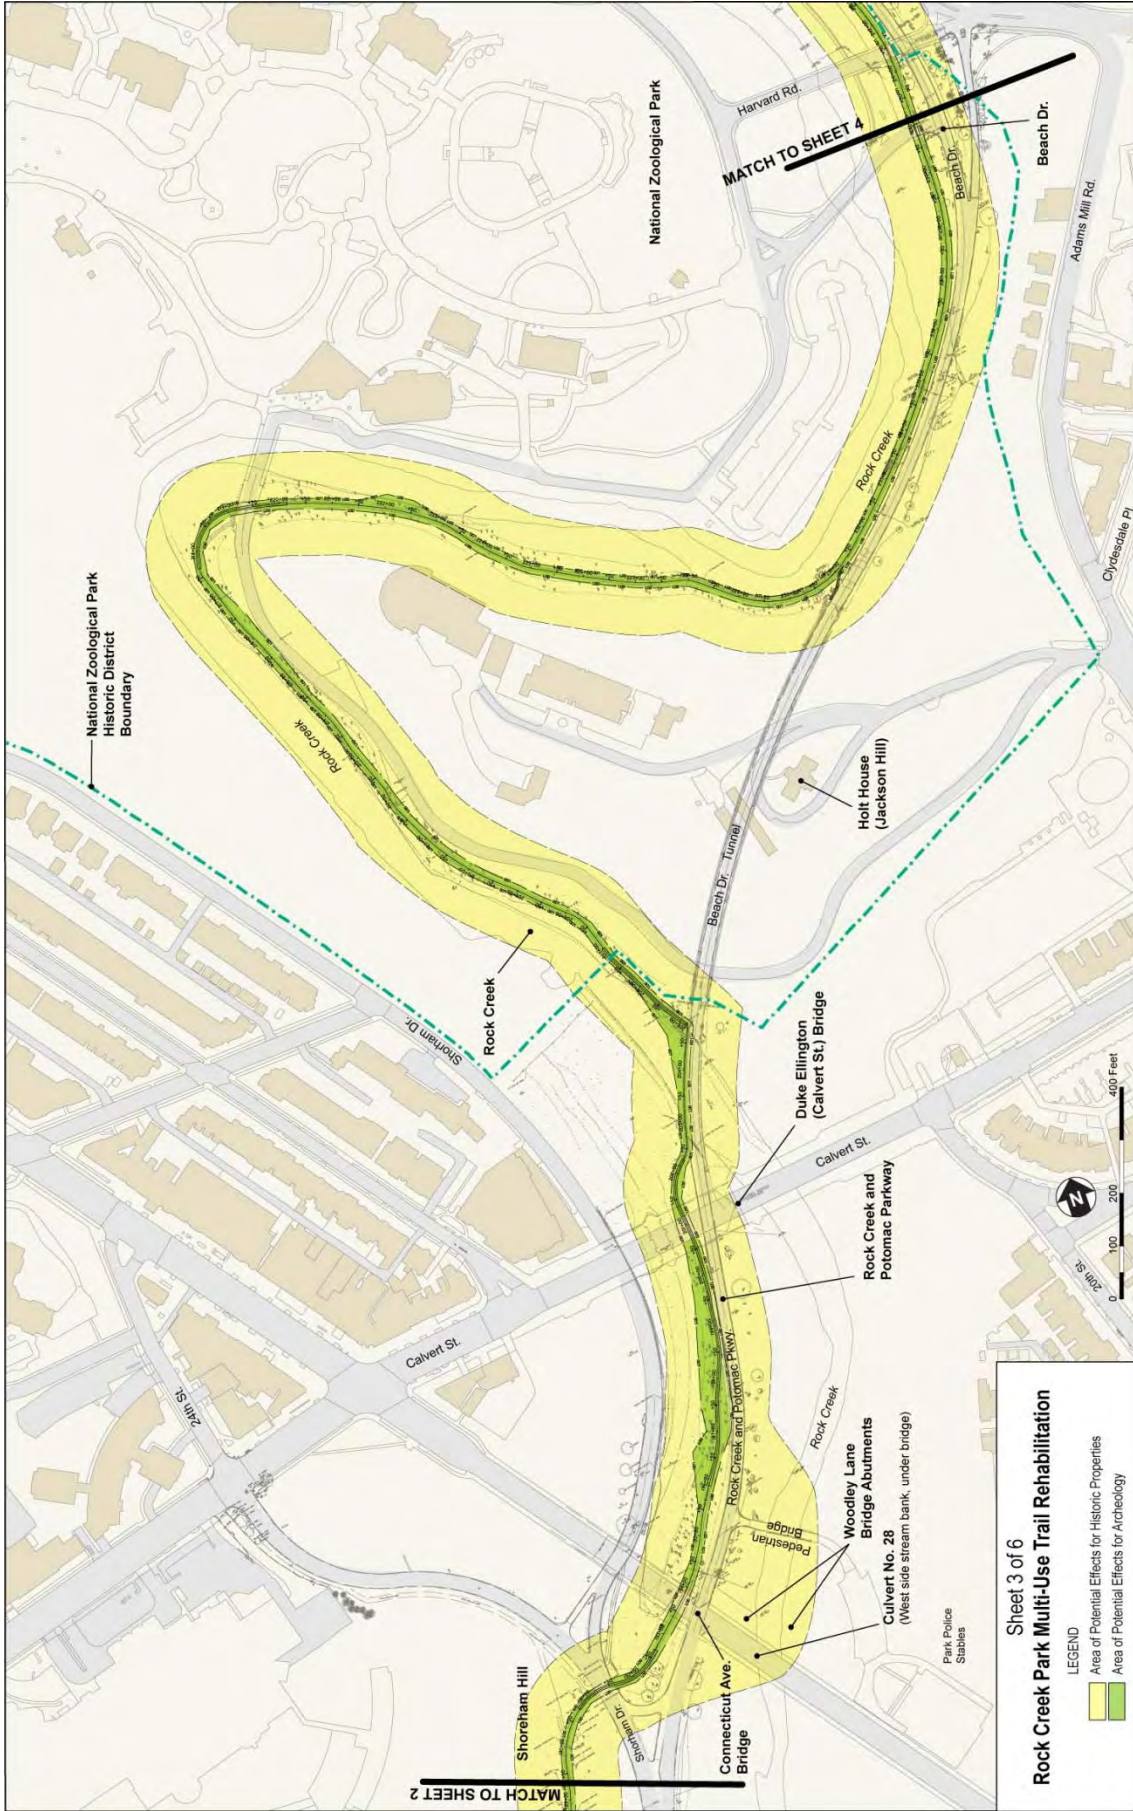 Sheet 3 of 6
Rock Creek Park Multi-Use Trail Rehabilitation
LEGEND
Area of Potential Effects for Historic Properties
Area of Potential Effects for Archeology
MATCH TO SHEET 2
Shoreham Hill
Shorham Dr.
Connecticut Ave.
Bridge
Culvert No. 28
(West side stream bank, under bridge)
Woodley Lane
Bridge Abutments
Park Police
Stables
Pedestrian
Bridge
Rock Creek
Rock Creek and Potomac Pkwy.
Rock Creek and
Potomac Parkway
24th St.
Calvert St.
Calvert St.
Duke Ellington
(Calvert St.) Bridge
20th St.
N
0
100
200
400 Feet
Shorham Dr.
Rock Creek
National Zoological Park
Historic District
Boundary
Rock Creek
Beach Dr. Tunnel
Holt House
(Jackson Hill)
Clydesdale Pl
Rock Creek
Adams Mill Rd.
National Zoological Park
Harvard Rd.
MATCH TO SHEET 4
Beach Dr.
Beach Dr.